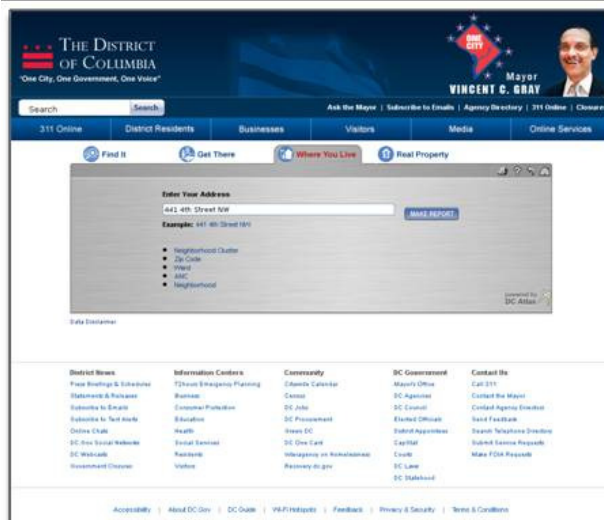 THE DISTRICT
OF COLUMBIA
"One City, One Government, One Voice"
ONE
CITY
Mayor
VINCENT C. GRAY
Search
Search
Ask the Mayor | Subscribe to Emails | Agency Directory | 311 Online | Closures
311 Online
District Residents
Businesses
Visitors
Media
Online Services
Find It
Get There
Where You Live
Real Property
Enter Your Address
441 4th Street NW
MAKE REPORT
Example: 441 4th Street NW
Neighborhood Cluster
Zip Code
Ward
ANC
Neighborhood
powered by
DC Atlas
Data Disclaimer
District News
Information Centers
Community
DC Government
Contact Us
Press Briefings & Schedules
72hours Emergency Planning
Citywide Calendar
Mayor's Office
Call 311
Statements & Releases
Business
Census
DC Agencies
Contact the Mayor
Subscribe to Emails
Consumer Protection
DC Jobs
DC Council
Contact Agency Directors
Subscribe to Text Alerts
Education
DC Procurement
Elected Officials
Send Feedback
Online Chats
Health
Green DC
District Appointees
Search Telephone Directory
DC.Gov Social Networks
Social Services
DC One Card
CapStat
Submit Service Requests
DC Webcasts
Residents
Interagency on Homelessness
Courts
Make FOIA Requests
Government Closures
Visitors
Recovery.dc.gov
DC Laws
DC Statehood
Accessibility | About DC.Gov | DC Guide | Wi-Fi Hotspots | Feedback | Privacy & Security | Terms & Conditions